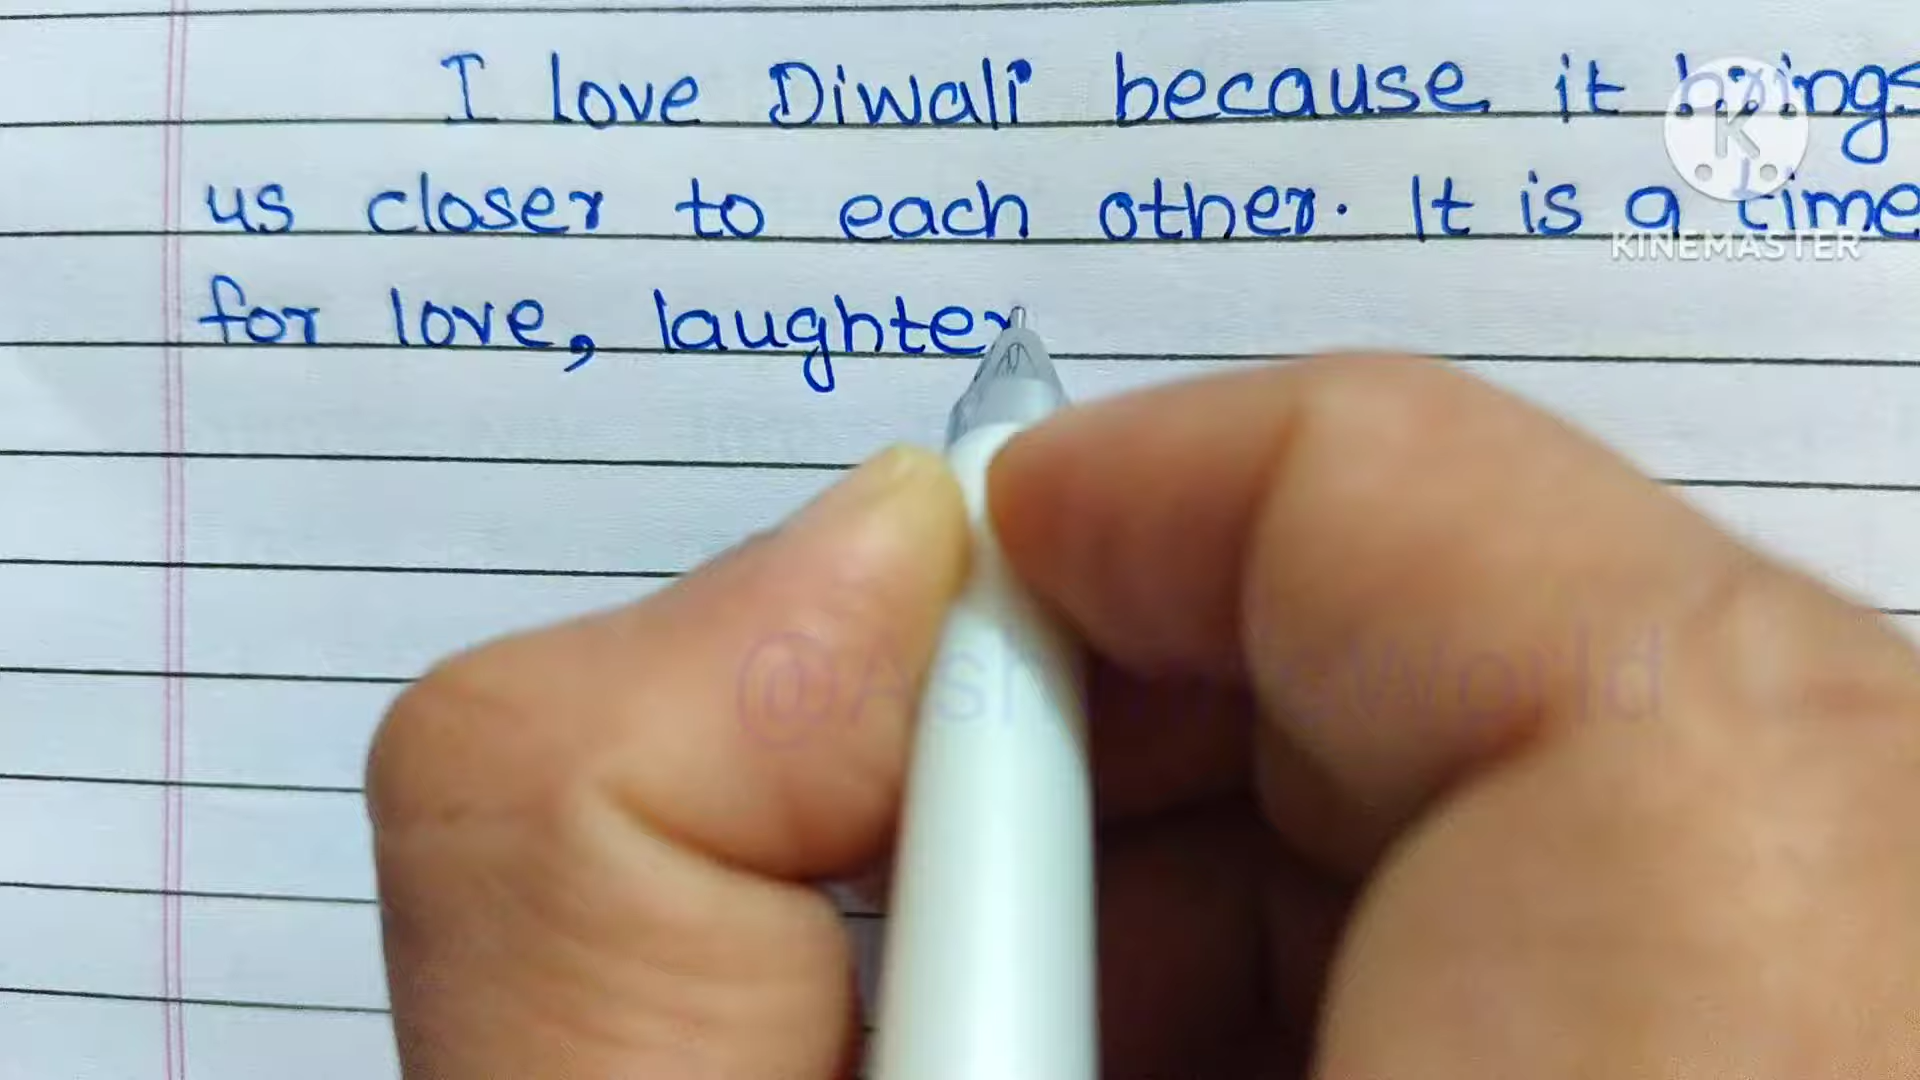 I love Diwali because it brings
us closer to each other. It is a time
for love, laughter
K
KINEMASTER